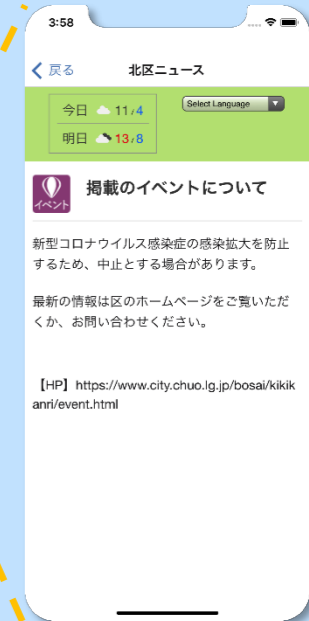 3:58
戻る
北区ニュース
今日 11/4
明日 13/8
Select Language
イベント
掲載のイベントについて
新型コロナウイルス感染症の感染拡大を防止
するため、中止とする場合があります。
最新の情報は区のホームページをご覧いただ
くか、お問い合わせください。
【HP】https://www.city.chuo.lg.jp/bosai/kikik
anri/event.html